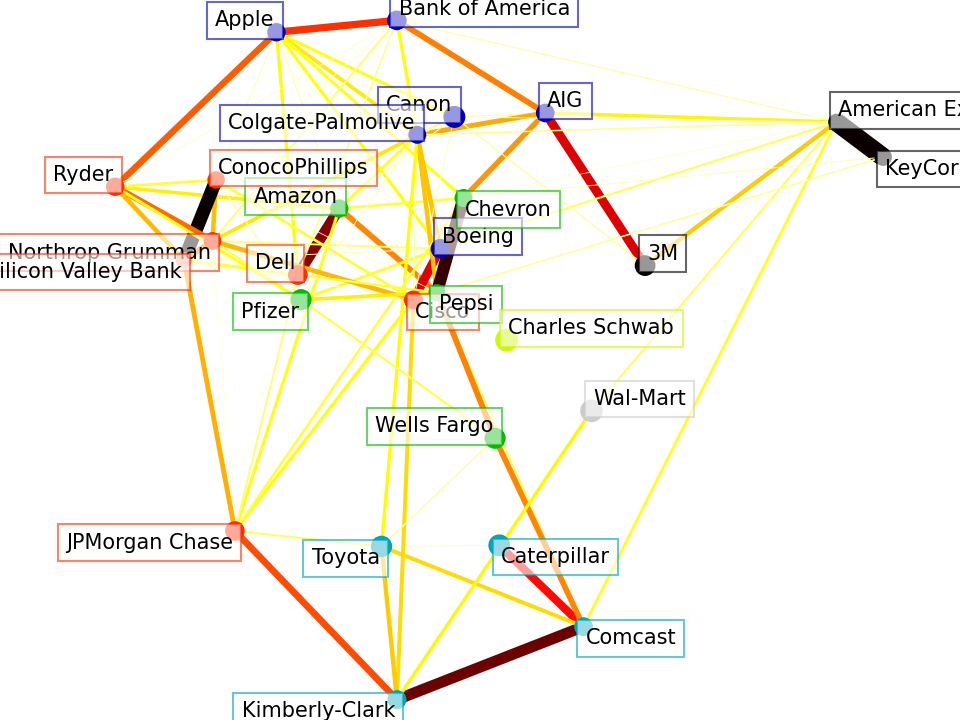 Bank of America
Apple
Canon
AIG
American Ex
Colgate-Palmolive
KeyCor
ConocoPhillips
Ryder
Amazon
Chevron
Boeing
Northrop Grumman
3M
Dell
ilicon Valley Bank
Pepsi
Pfizer
Cisco
Charles Schwab
Wal-Mart
Wells Fargo
JPMorgan Chase
Toyota
Caterpillar
Comcast
Kimberly-Clark